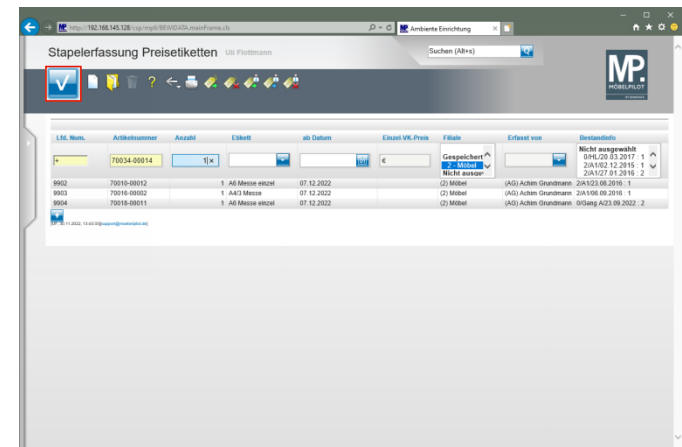 http://192.168.145.128/csp/mpli/BEWIDATA.mainFrame.cls
Ambiente Einrichtung
Stapelerfassung Preisetiketten Uli Flottmann
Suchen (Alt+s)
MP.
MÖBELPILOT
Lfd. Num. Artikelnummer Anzahl Etikett ab Datum Einzel-VK-Preis Filiale Erfasst von Bestandinfo
+ 70034-00014 1 € Gespeichert
2 - Möbel
Nicht ausgew
Nicht ausgewählt
0/HL/20.03.2017 : 1
2/A1/02.12.2015 : 1
2/A1/27.01.2016 : 2
9902 70010-00012 1 A6 Messe einzel 07.12.2022 (2) Möbel (AG) Achim Grundmann 2/A1/23.08.2016 : 1
9903 70016-00002 1 A4/3 Messe 07.12.2022 (2) Möbel (AG) Achim Grundmann 2/A1/06.09.2016 : 1
9904 70018-00011 1 A6 Messe einzel 07.12.2022 (2) Möbel (AG) Achim Grundmann 0/Gang A/23.09.2022 : 2